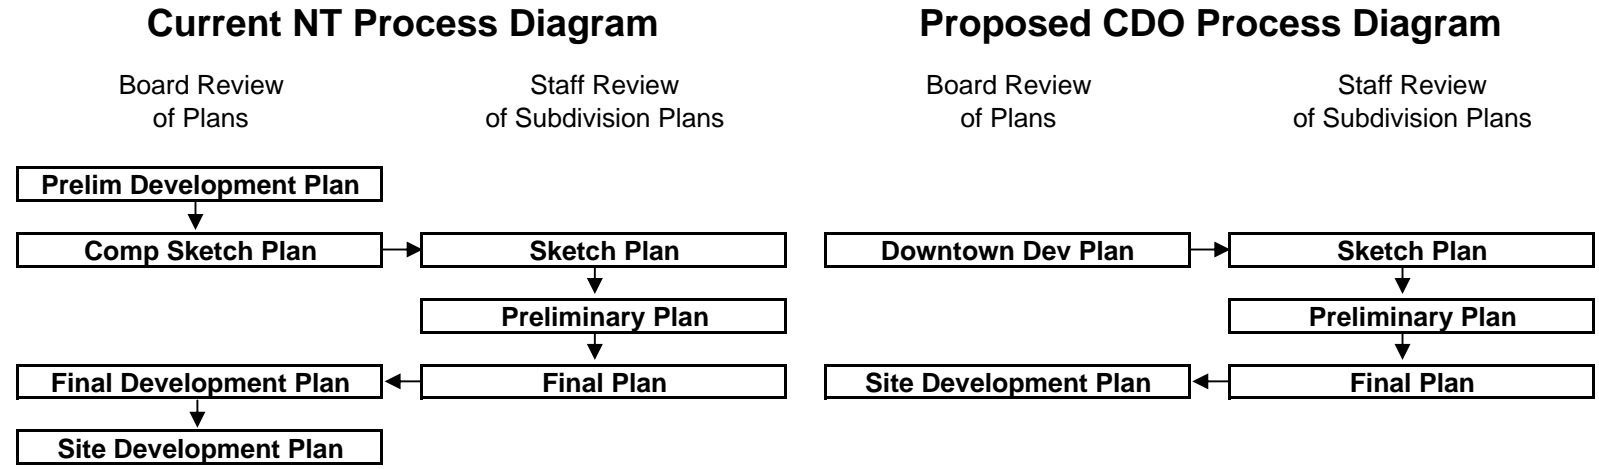 Current NT Process Diagram
Board Review
of Plans
Staff Review
of Subdivision Plans
Prelim Development Plan
Comp Sketch Plan
Sketch Plan
Preliminary Plan
Final Development Plan
Final Plan
Site Development Plan
Proposed CDO Process Diagram
Board Review
of Plans
Staff Review
of Subdivision Plans
Downtown Dev Plan
Sketch Plan
Preliminary Plan
Site Development Plan
Final Plan